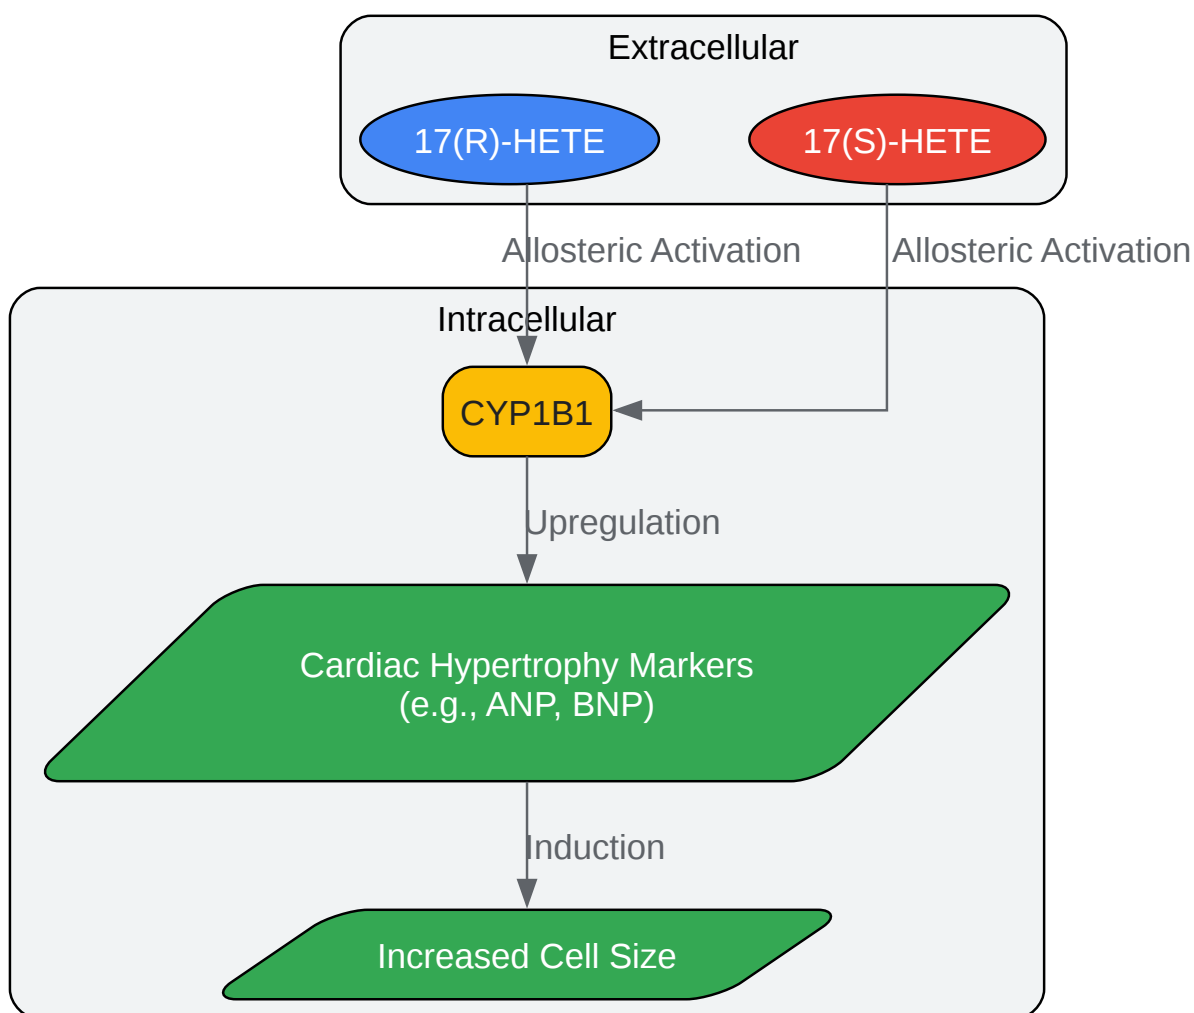 Extracellular
17(R)-HETE
17(S)-HETE
Allosteric Activation
Allosteric Activation
Intracellular
CYP1B1
Upregulation
Cardiac Hypertrophy Markers
(e.g., ANP, BNP)
Induction
Increased Cell Size